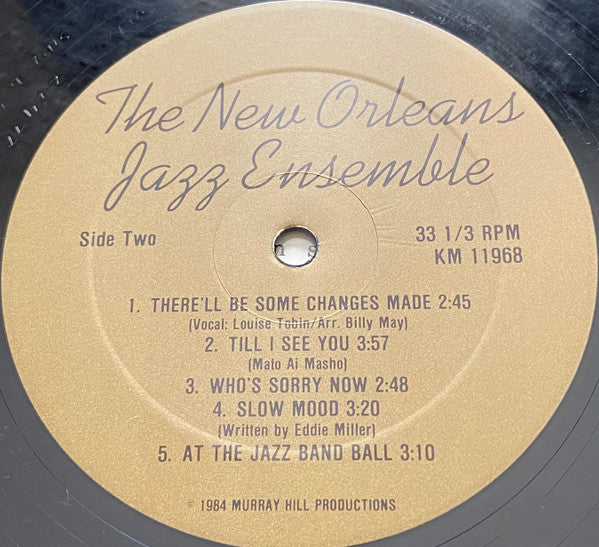 The New Orleans
Jazz Ensemble
Side Two
33 1/3 RPM
KM 11968
1. THERE'LL BE SOME CHANGES MADE 2:45
(Vocal: Louise Tobin/Arr. Billy May)
2. TILL I SEE YOU 3:57
(Mato Ai Masho)
3. WHO'S SORRY NOW 2:48
4. SLOW MOOD 3:20
(Written by Eddie Miller)
5. AT THE JAZZ BAND BALL 3:10
© 1984 MURRAY HILL PRODUCTIONS